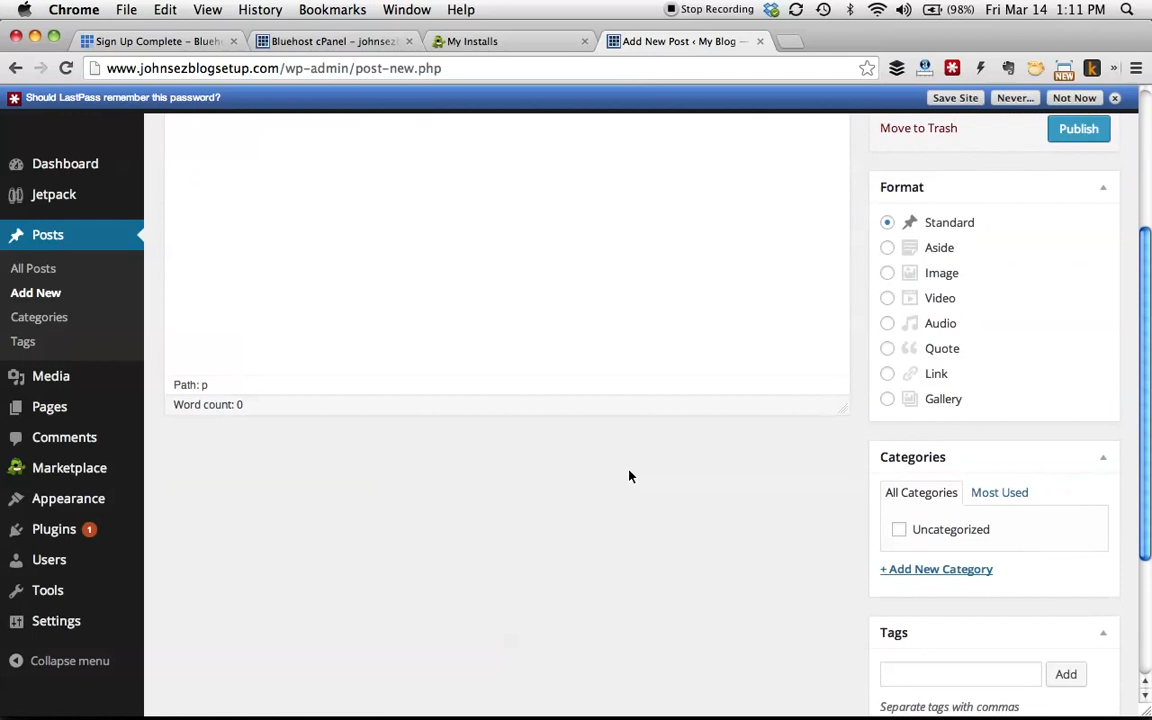 Chrome File Edit View History Bookmarks Window Help Stop Recording (98%) Fri Mar 14 1:11 PM
Sign Up Complete – Blueh
Bluehost cPanel – johnsez
My Installs
Add New Post ‹ My Blog —
www.johnsezblogsetup.com/wp-admin/post-new.php
NEW
Should LastPass remember this password?
Save Site
Never...
Not Now
Dashboard
Jetpack
Posts
All Posts
Add New
Categories
Tags
Media
Pages
Comments
Marketplace
Appearance
Plugins 1
Users
Tools
Settings
Collapse menu
Path: p
Word count: 0
Move to Trash
Publish
Format
Standard
Aside
Image
Video
Audio
Quote
Link
Gallery
Categories
All Categories
Most Used
Uncategorized
+ Add New Category
Tags
Add
Separate tags with commas